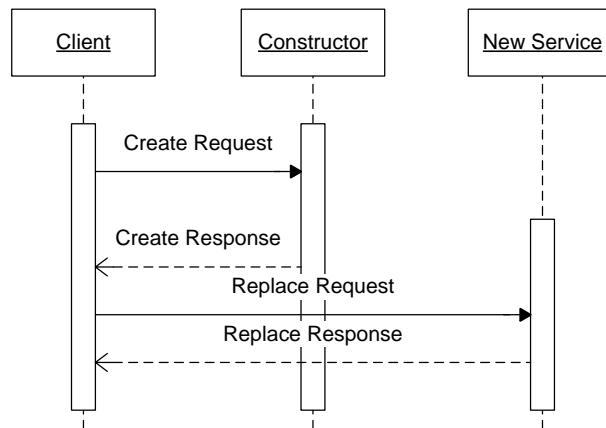 Client
Constructor
New Service
Create Request
Create Response
Replace Request
Replace Response